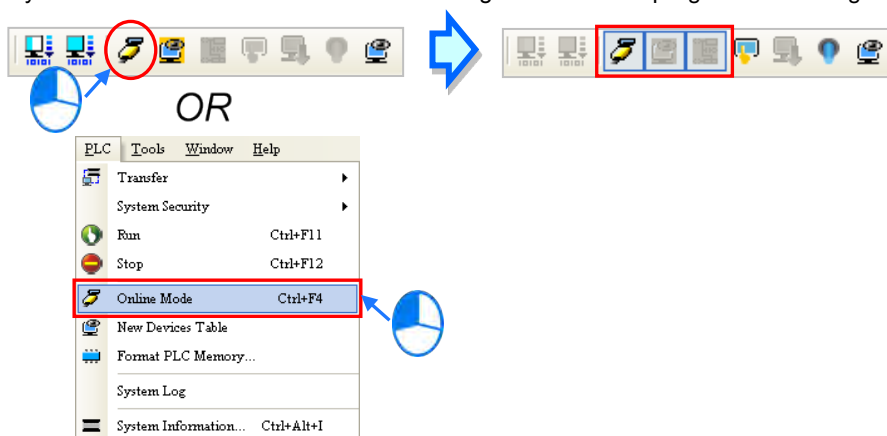 OR
PLC Tools Window Help
Transfer
System Security
Run Ctrl+F11
Stop Ctrl+F12
Online Mode Ctrl+F4
New Devices Table
Format PLC Memory...
System Log
System Information... Ctrl+Alt+I